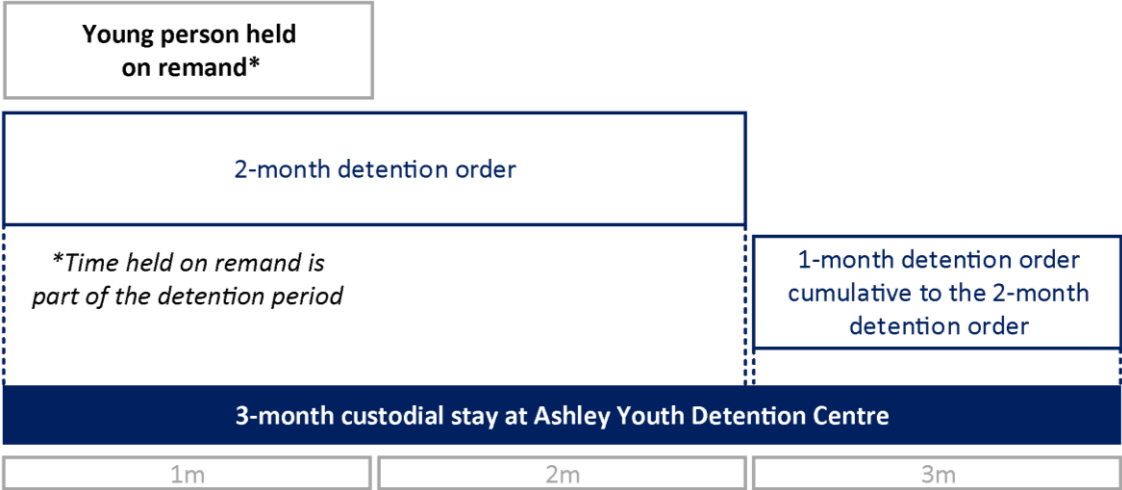 Young person held
on remand*
2-month detention order
*Time held on remand is
part of the detention period
1-month detention order
cumulative to the 2-month
detention order
3-month custodial stay at Ashley Youth Detention Centre
1m
2m
3m